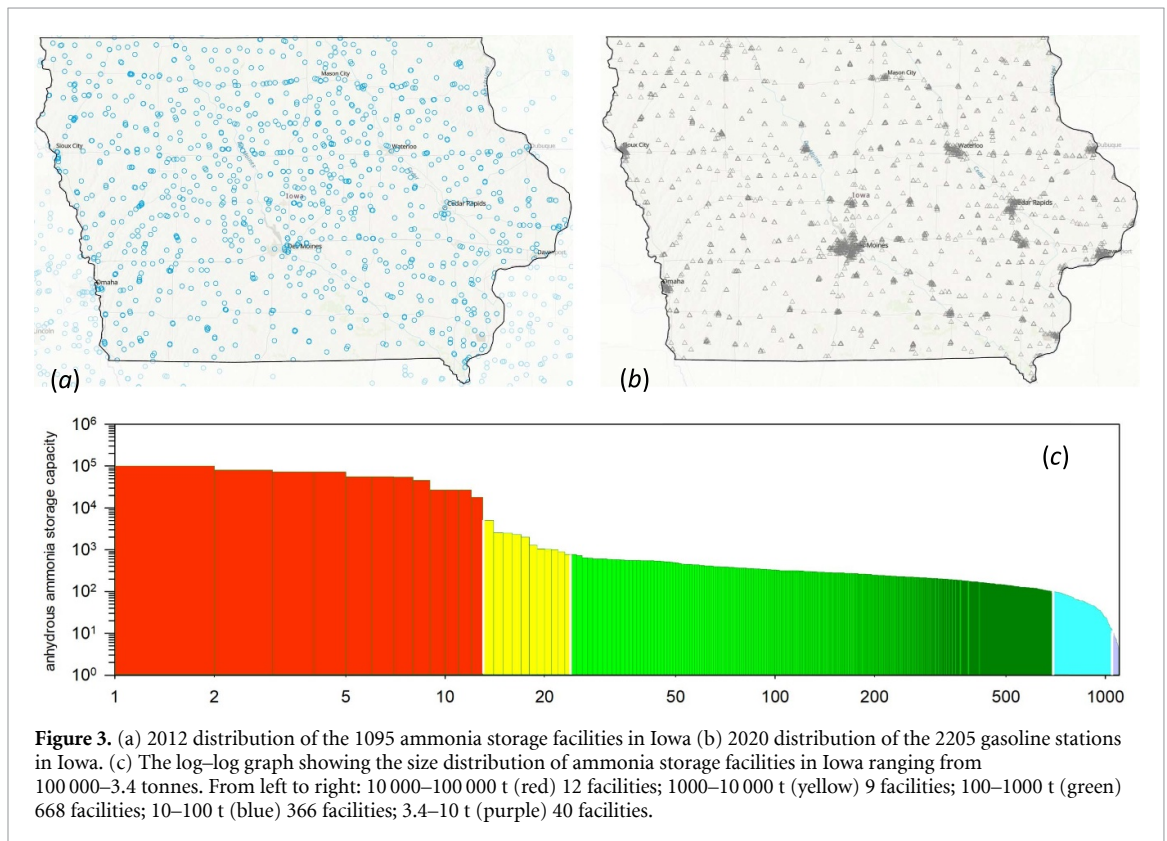 Mason City
Sioux City
Waterloo
Dubuque
Iowa
Cedar Rapids
Des Moines
Davenport
Omaha
(a)
Mason City
Sioux City
Waterloo
Dubuque
Iowa
Cedar Rapids
Moines
Omaha
(b)
anhydrous ammonia storage capacity
10⁶
10⁵
10⁴
10³
10²
10¹
10⁰
(c)
1 2 5 10 20 50 100 200 500 1000
Figure 3. (a) 2012 distribution of the 1095 ammonia storage facilities in Iowa (b) 2020 distribution of the 2205 gasoline stations
in Iowa. (c) The log–log graph showing the size distribution of ammonia storage facilities in Iowa ranging from
100 000–3.4 tonnes. From left to right: 10 000–100 000 t (red) 12 facilities; 1000–10 000 t (yellow) 9 facilities; 100–1000 t (green)
668 facilities; 10–100 t (blue) 366 facilities; 3.4–10 t (purple) 40 facilities.